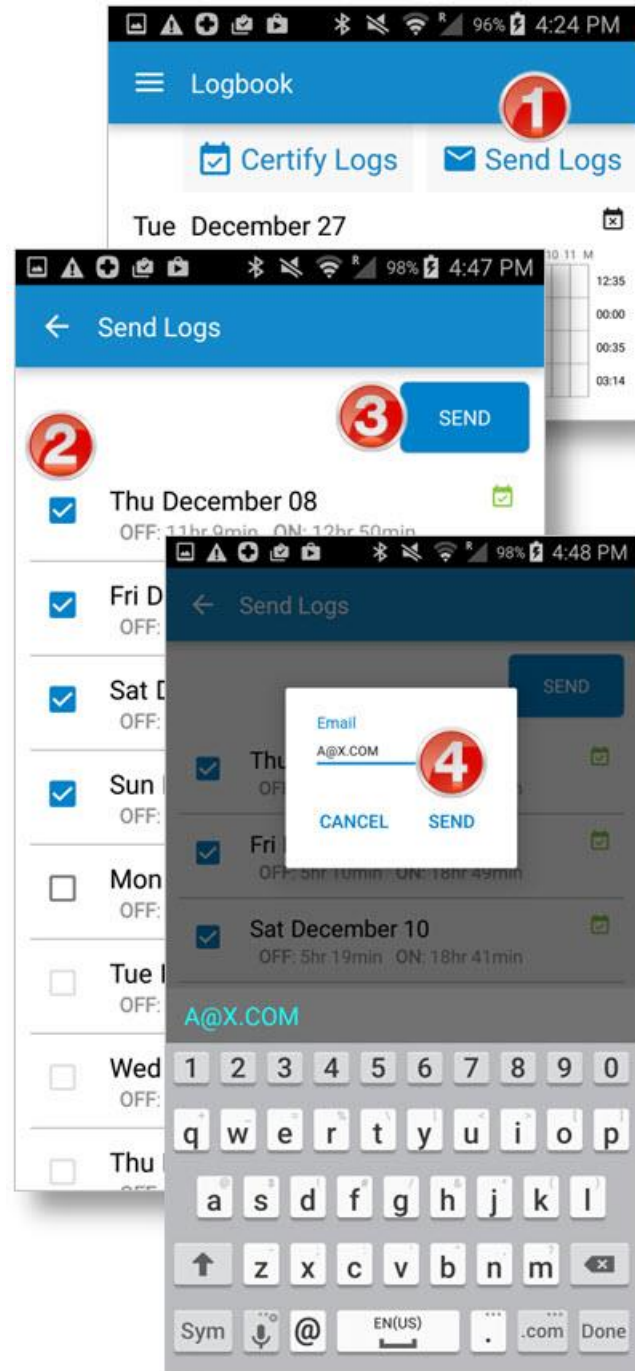 96% 4:24 PM
Logbook
1
Certify Logs Send Logs
Tue December 27
10 11 M
12:35
00:00
00:35
03:14
98% 4:47 PM
Send Logs
3
SEND
2
Thu December 08
OFF: 11hr 9min ON: 12hr 50min
Fri D
OFF:
Sat
OFF:
Sun
OFF:
Mon
OFF:
Tue
OFF:
Wed
OFF:
Thu
98% 4:48 PM
Send Logs
SEND
Email
A@X.COM
4
CANCEL SEND
Thu
OFF
Fri
OFF: 5hr 10min ON: 18hr 49min
Sat December 10
OFF: 5hr 19min ON: 18hr 41min
A@X.COM
1 2 3 4 5 6 7 8 9 0
q w e r t y u i o p
a s d f g h j k l
z x c v b n m
Sym @ EN(US) . .com Done